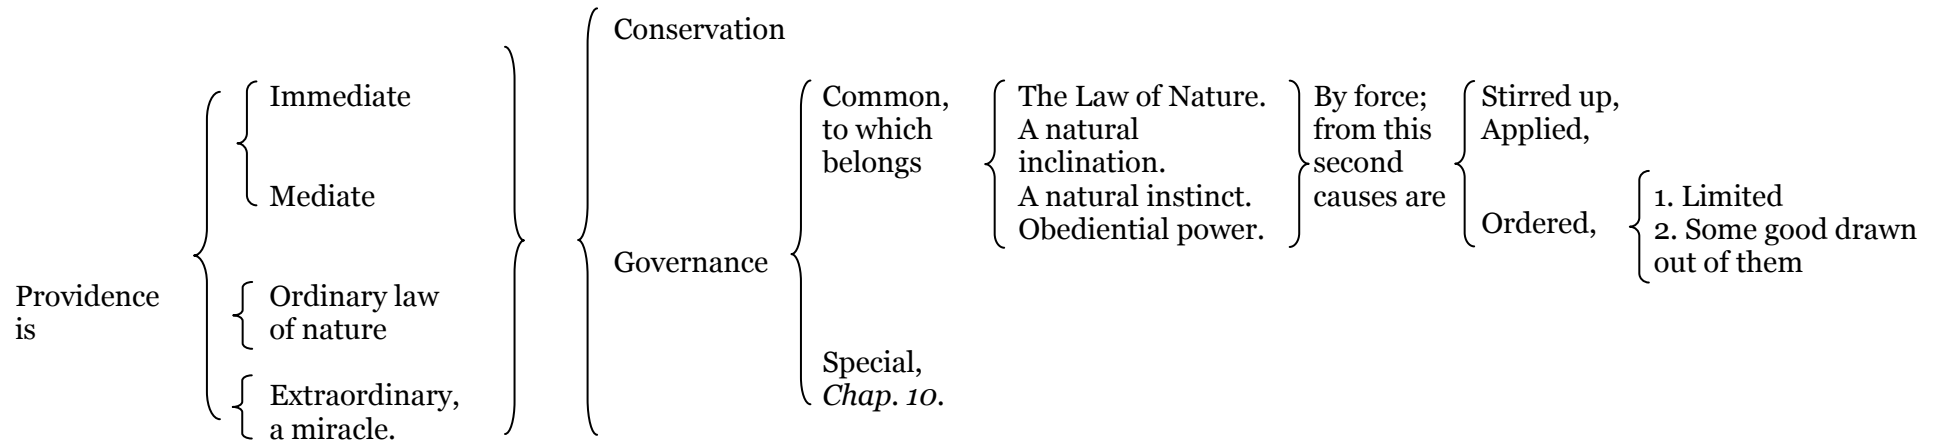 Providence
is
Immediate
Mediate
Ordinary law
of nature
Extraordinary,
a miracle.
Conservation
Governance
Common,
to which
belongs
The Law of Nature.
A natural
inclination.
A natural instinct.
Obediential power.
By force;
from this
second
causes are
Stirred up,
Applied,
Ordered,
1. Limited
2. Some good drawn
out of them
Special,
Chap. 10.